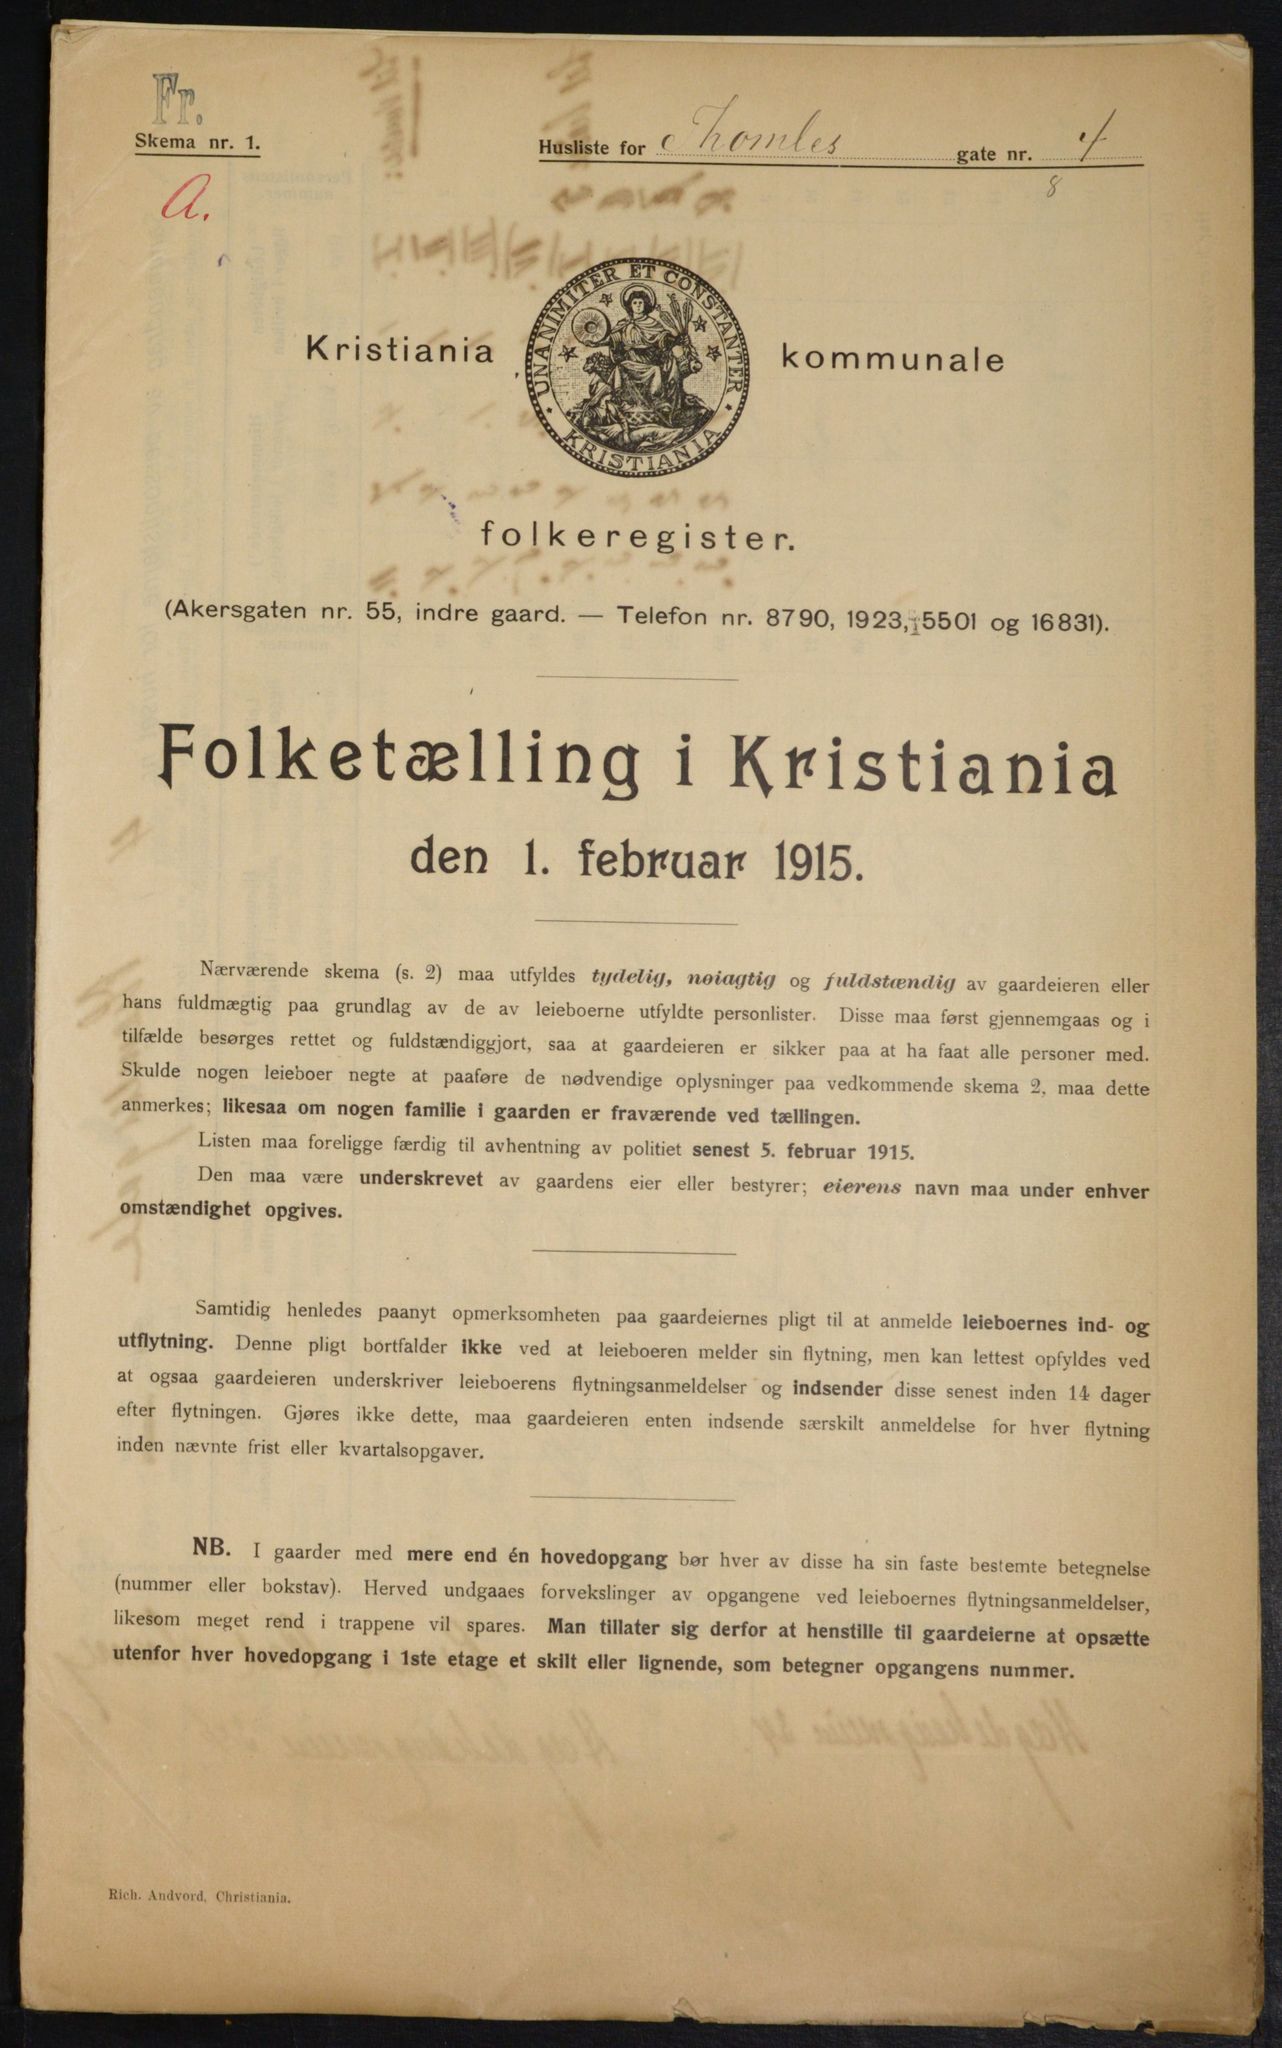 Fr.
Skema nr. 1.
Husliste for Thomles gate nr. 4
8
A.
UNANIMITER ET CONSTANTER
KRISTIANIA
Kristiania kommunale
folkeregister.
(Akersgaten nr. 55, indre gaard. — Telefon nr. 8790, 1923, 15501 og 16831).
Folketælling i Kristiania
den 1. februar 1915.
Nærværende skema (s. 2) maa utfyldes tydelig, nøiagtig og fuldstændig av gaardeieren eller
hans fuldmægtig paa grundlag av de av leieboerne utfyldte personlister. Disse maa først gjennemgaas og i
tilfælde besørges rettet og fuldstændiggjort, saa at gaardeieren er sikker paa at ha faat alle personer med.
Skulde nogen leieboer negte at paaføre de nødvendige oplysninger paa vedkommende skema 2, maa dette
anmerkes; likesaa om nogen familie i gaarden er fraværende ved tællingen.
Listen maa foreligge færdig til avhentning av politiet senest 5. februar 1915.
Den maa være underskrevet av gaardens eier eller bestyrer; eierens navn maa under enhver
omstændighet opgives.
Samtidig henledes paanyt opmerksomheten paa gaardeiernes pligt til at anmelde leieboernes ind- og
utflytning. Denne pligt bortfalder ikke ved at leieboeren melder sin flytning, men kan lettest opfyldes ved
at ogsaa gaardeieren underskriver leieboerens flytningsanmeldelser og indsender disse senest inden 14 dager
efter flytningen. Gjøres ikke dette, maa gaardeieren enten indsende særskilt anmeldelse for hver flytning
inden nævnte frist eller kvartalsopgaver.
NB. I gaarder med mere end én hovedopgang bør hver av disse ha sin faste bestemte betegnelse
(nummer eller bokstav). Herved undgaaes forvekslinger av opgangene ved leieboernes flytningsanmeldelser,
likesom meget rend i trappene vil spares. Man tillater sig derfor at henstille til gaardeierne at opsætte
utenfor hver hovedopgang i 1ste etage et skilt eller lignende, som betegner opgangens nummer.
Rich. Andvord, Christiania.